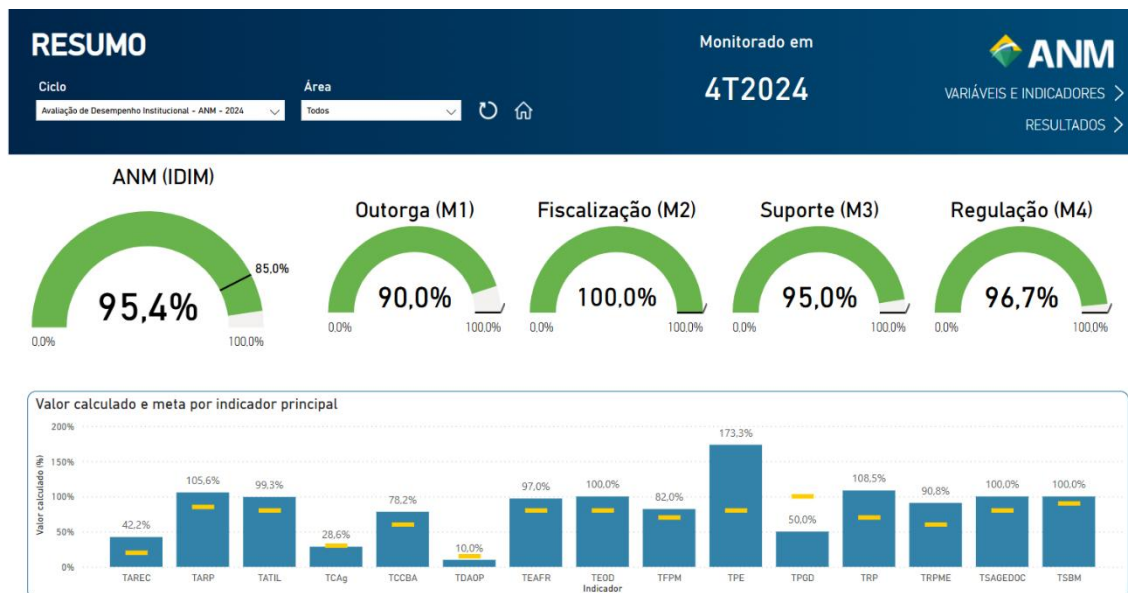 RESUMO
Ciclo
Avaliação de Desempenho Institucional - ANM - 2024
Área
Todos
Monitorado em
4T2024
ANM
VARIÁVEIS E INDICADORES
RESULTADOS
ANM (IDIM)
85,0%
95,4%
0.0%
100.0%
Outorga (M1)
90,0%
0.0%
100.0%
Fiscalização (M2)
100,0%
0.0%
100.0%
Suporte (M3)
95,0%
0.0%
100.0%
Regulação (M4)
96,7%
0.0%
100.0%
Valor calculado e meta por indicador principal
Valor calculado (%)
200%
150%
100%
50%
0%
42,2%
105,6%
99,3%
28,6%
78,2%
10,0%
97,0%
100,0%
82,0%
173,3%
50,0%
108,5%
90,8%
100,0%
100,0%
TAREC
TARP
TATIL
TCAg
TCCBA
TDAOP
TEAFR
TEOD
TFPM
TPE
TPGD
TRP
TRPME
TSAGEDOC
TSBM
Indicador